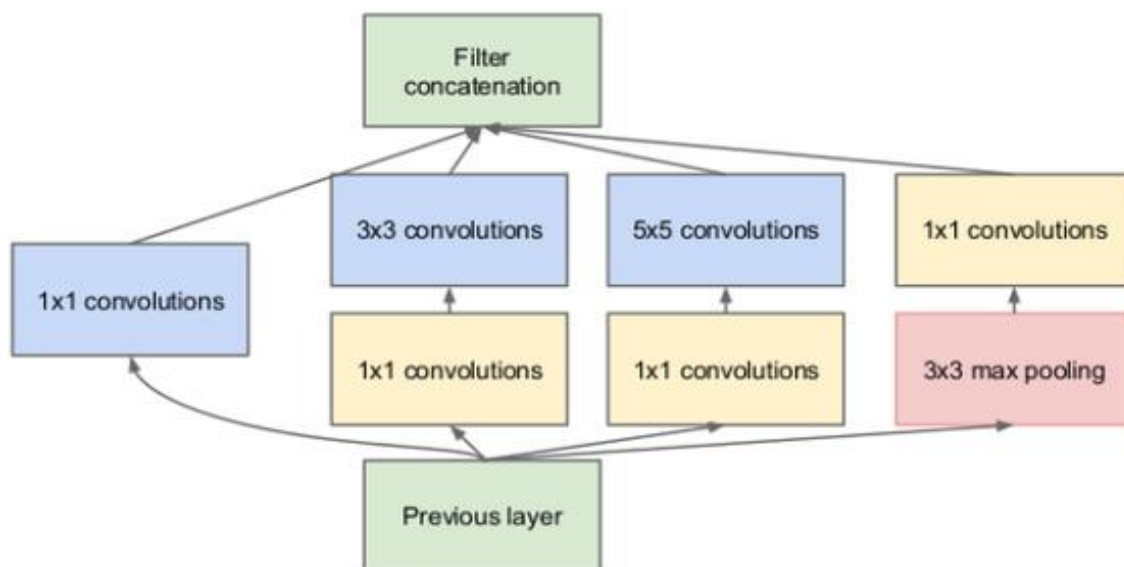 Filter
concatenation
3x3 convolutions
5x5 convolutions
1x1 convolutions
1x1 convolutions
1x1 convolutions
1x1 convolutions
3x3 max pooling
Previous layer